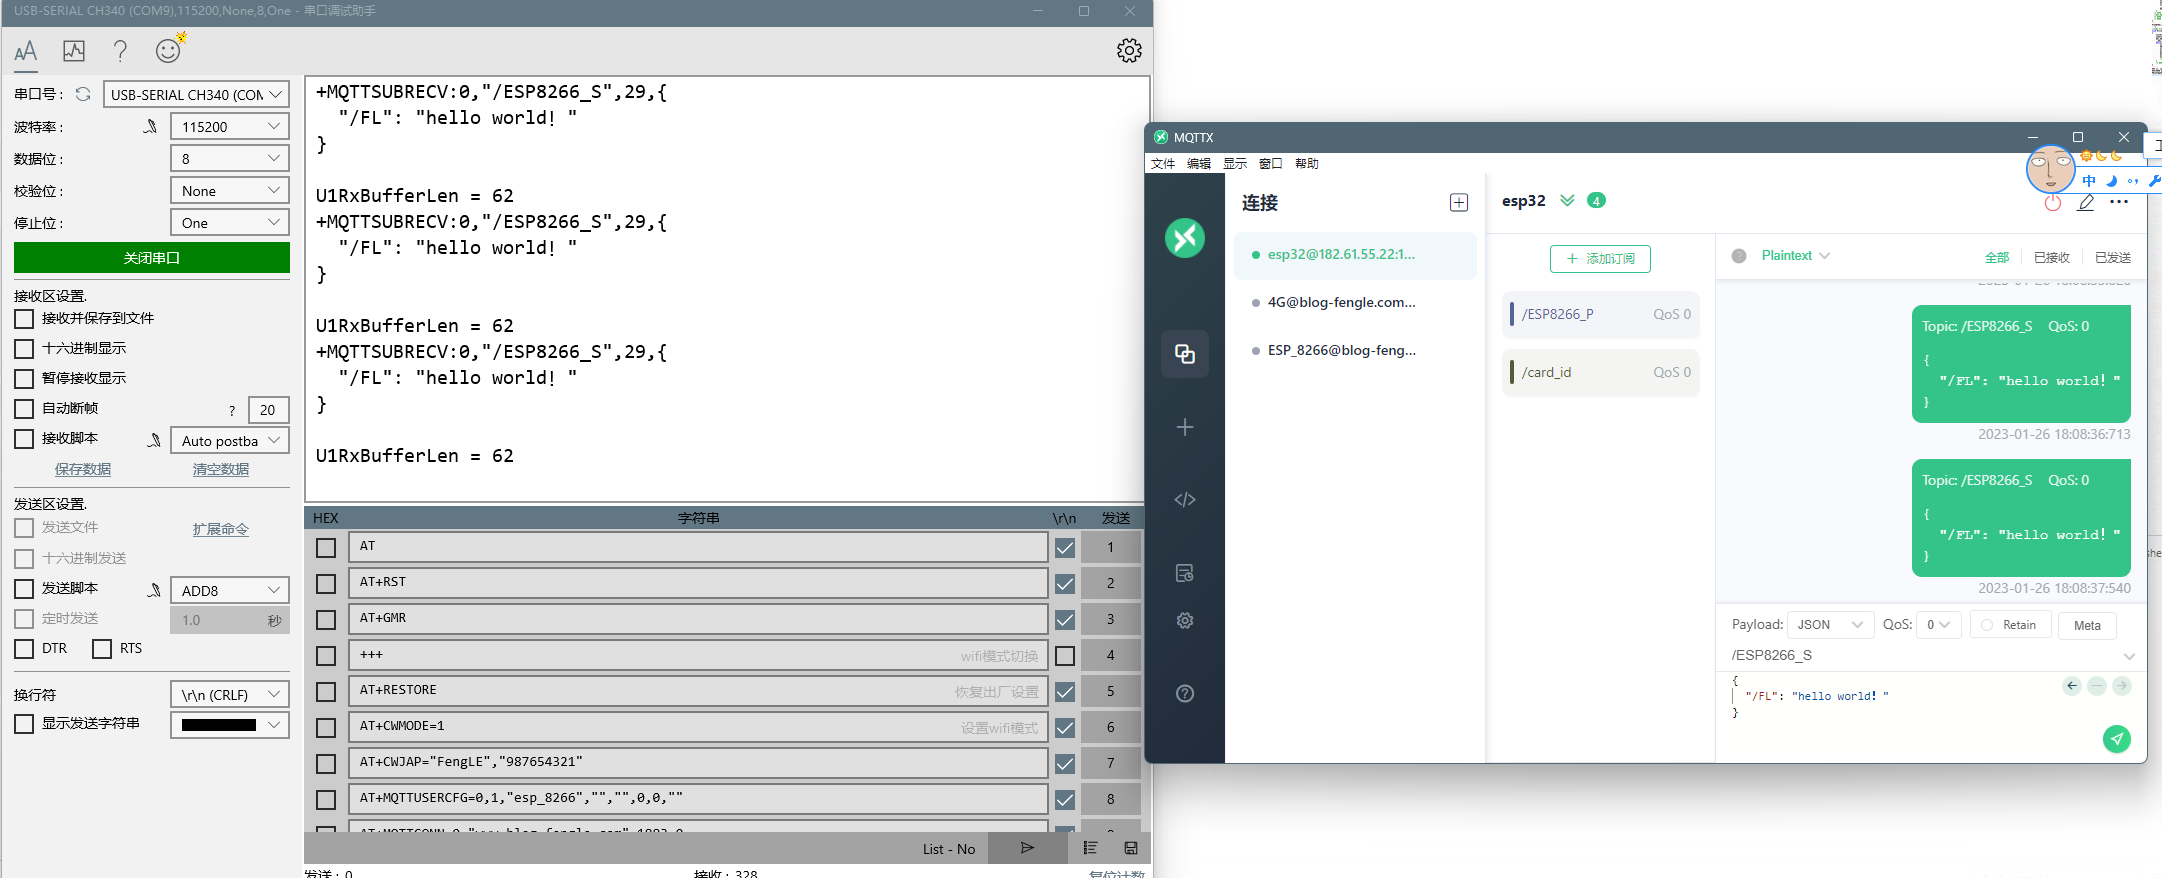 USB-SERIAL CH340 (COM9),115200,None,8,One - 串口调试助手
串口号 :
USB-SERIAL CH340 (COM
波特率 :
115200
数据位 :
8
校验位 :
None
停止位 :
One
关闭串口
接收区设置.
接收并保存到文件
十六进制显示
暂停接收显示
自动断帧
?
20
接收脚本
Auto postba
保存数据
清空数据
发送区设置.
发送文件
扩展命令
十六进制发送
发送脚本
ADD8
定时发送
1.0
秒
DTR
RTS
换行符
\r\n (CRLF)
显示发送字符串
+MQTTSUBRECV:0,"/ESP8266_S",29,{
"/FL": "hello world! "
}
U1RxBufferLen = 62
+MQTTSUBRECV:0,"/ESP8266_S",29,{
"/FL": "hello world! "
}
U1RxBufferLen = 62
+MQTTSUBRECV:0,"/ESP8266_S",29,{
"/FL": "hello world! "
}
U1RxBufferLen = 62
HEX
字符串
\r\n
发送
AT
1
AT+RST
2
AT+GMR
3
+++
wifi模式切换
4
AT+RESTORE
恢复出厂设置
5
AT+CWMODE=1
设置wifi模式
6
AT+CWJAP="FengLE","987654321"
7
AT+MQTTUSERCFG=0,1,"esp_8266","","",0,0,""
8
List - No
发送 : 0
接收 : 328
复位计数
MQTTX
文件 编辑 显示 窗口 帮助
连接
esp32@182.61.55.22:1...
4G@blog-fengle.com...
ESP_8266@blog-feng...
esp32
4
中
添加订阅
/ESP8266_P
QoS 0
/card_id
QoS 0
Plaintext
全部
已接收
已发送
Topic: /ESP8266_S QoS: 0
{
"/FL": "hello world! "
}
2023-01-26 18:08:36:713
Topic: /ESP8266_S QoS: 0
{
"/FL": "hello world! "
}
2023-01-26 18:08:37:540
Payload:
JSON
QoS:
0
Retain
Meta
/ESP8266_S
{
"/FL": "hello world! "
}